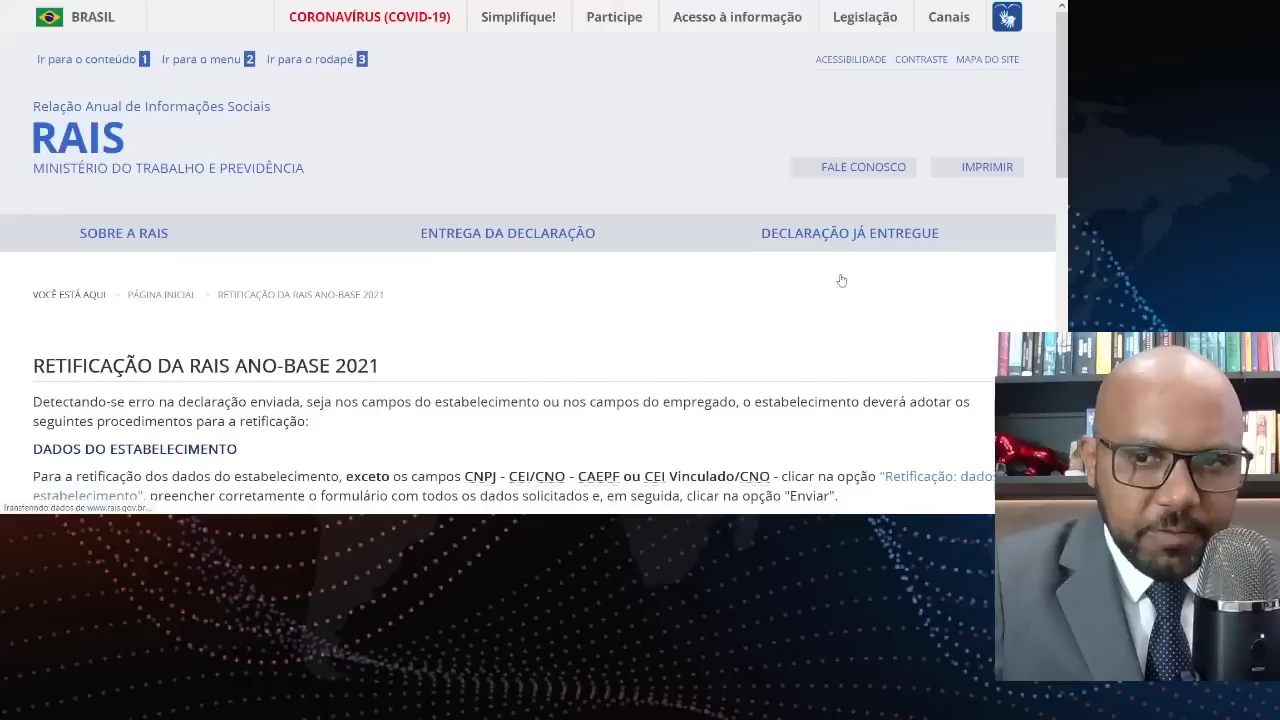 BRASIL
CORONAVÍRUS (COVID-19)
Simplifique!
Participe
Acesso à informação
Legislação
Canais
Ir para o conteúdo 1 Ir para o menu 2 Ir para o rodapé 3
ACESSIBILIDADE CONTRASTE MAPA DO SITE
Relação Anual de Informações Sociais
RAIS
MINISTÉRIO DO TRABALHO E PREVIDÊNCIA
FALE CONOSCO
IMPRIMIR
SOBRE A RAIS
ENTREGA DA DECLARAÇÃO
DECLARAÇÃO JÁ ENTREGUE
VOCÊ ESTÁ AQUI > PÁGINA INICIAL > RETIFICAÇÃO DA RAIS ANO-BASE 2021
RETIFICAÇÃO DA RAIS ANO-BASE 2021
Detectando-se erro na declaração enviada, seja nos campos do estabelecimento ou nos campos do empregado, o estabelecimento deverá adotar os
seguintes procedimentos para a retificação:
DADOS DO ESTABELECIMENTO
Para a retificação dos dados do estabelecimento, exceto os campos CNPJ - CEI/CNO - CAEPF ou CEI Vinculado/CNO - clicar na opção "Retificação: dados
estabelecimento", preencher corretamente o formulário com todos os dados solicitados e, em seguida, clicar na opção "Enviar".
Transferindo dados de www.rais.gov.br...